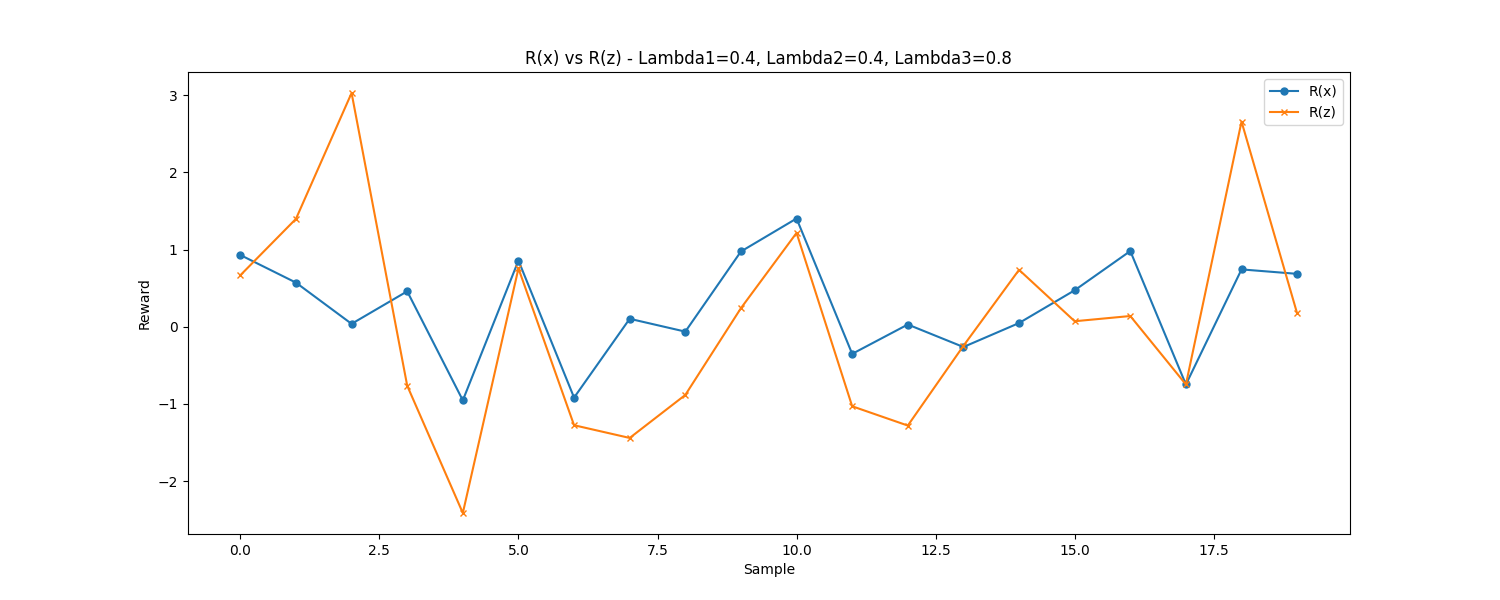 R(x) vs R(z) - Lambda1=0.4, Lambda2=0.4, Lambda3=0.8
R(x)
R(z)
3
2
1
0
−1
−2
Reward
0.0 2.5 5.0 7.5 10.0 12.5 15.0 17.5
Sample